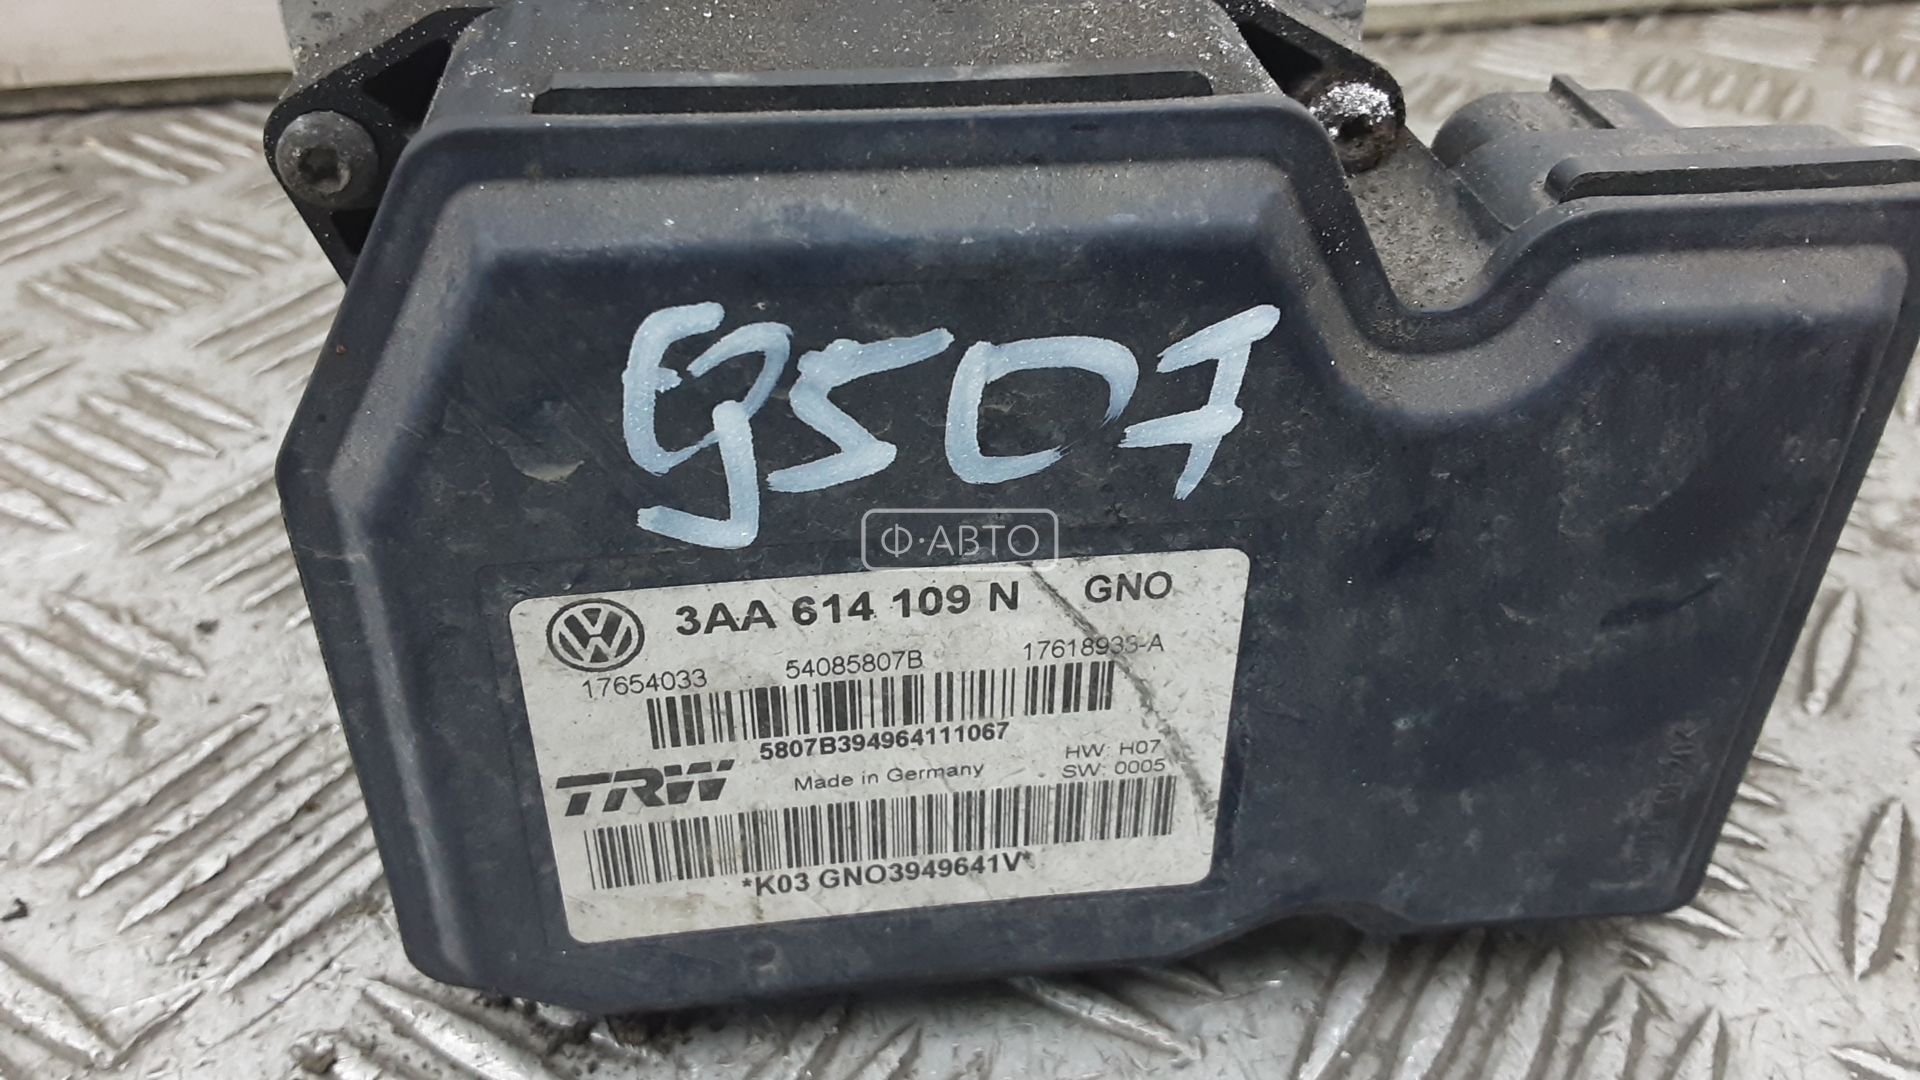 9507
Ф·АВТО
3AA 614 109 N GNO
17654033 54085807B 17618933-A
5807B394964111067
TRW Made in Germany HW: H07
SW: 0005
*K03 GNO3949641V*